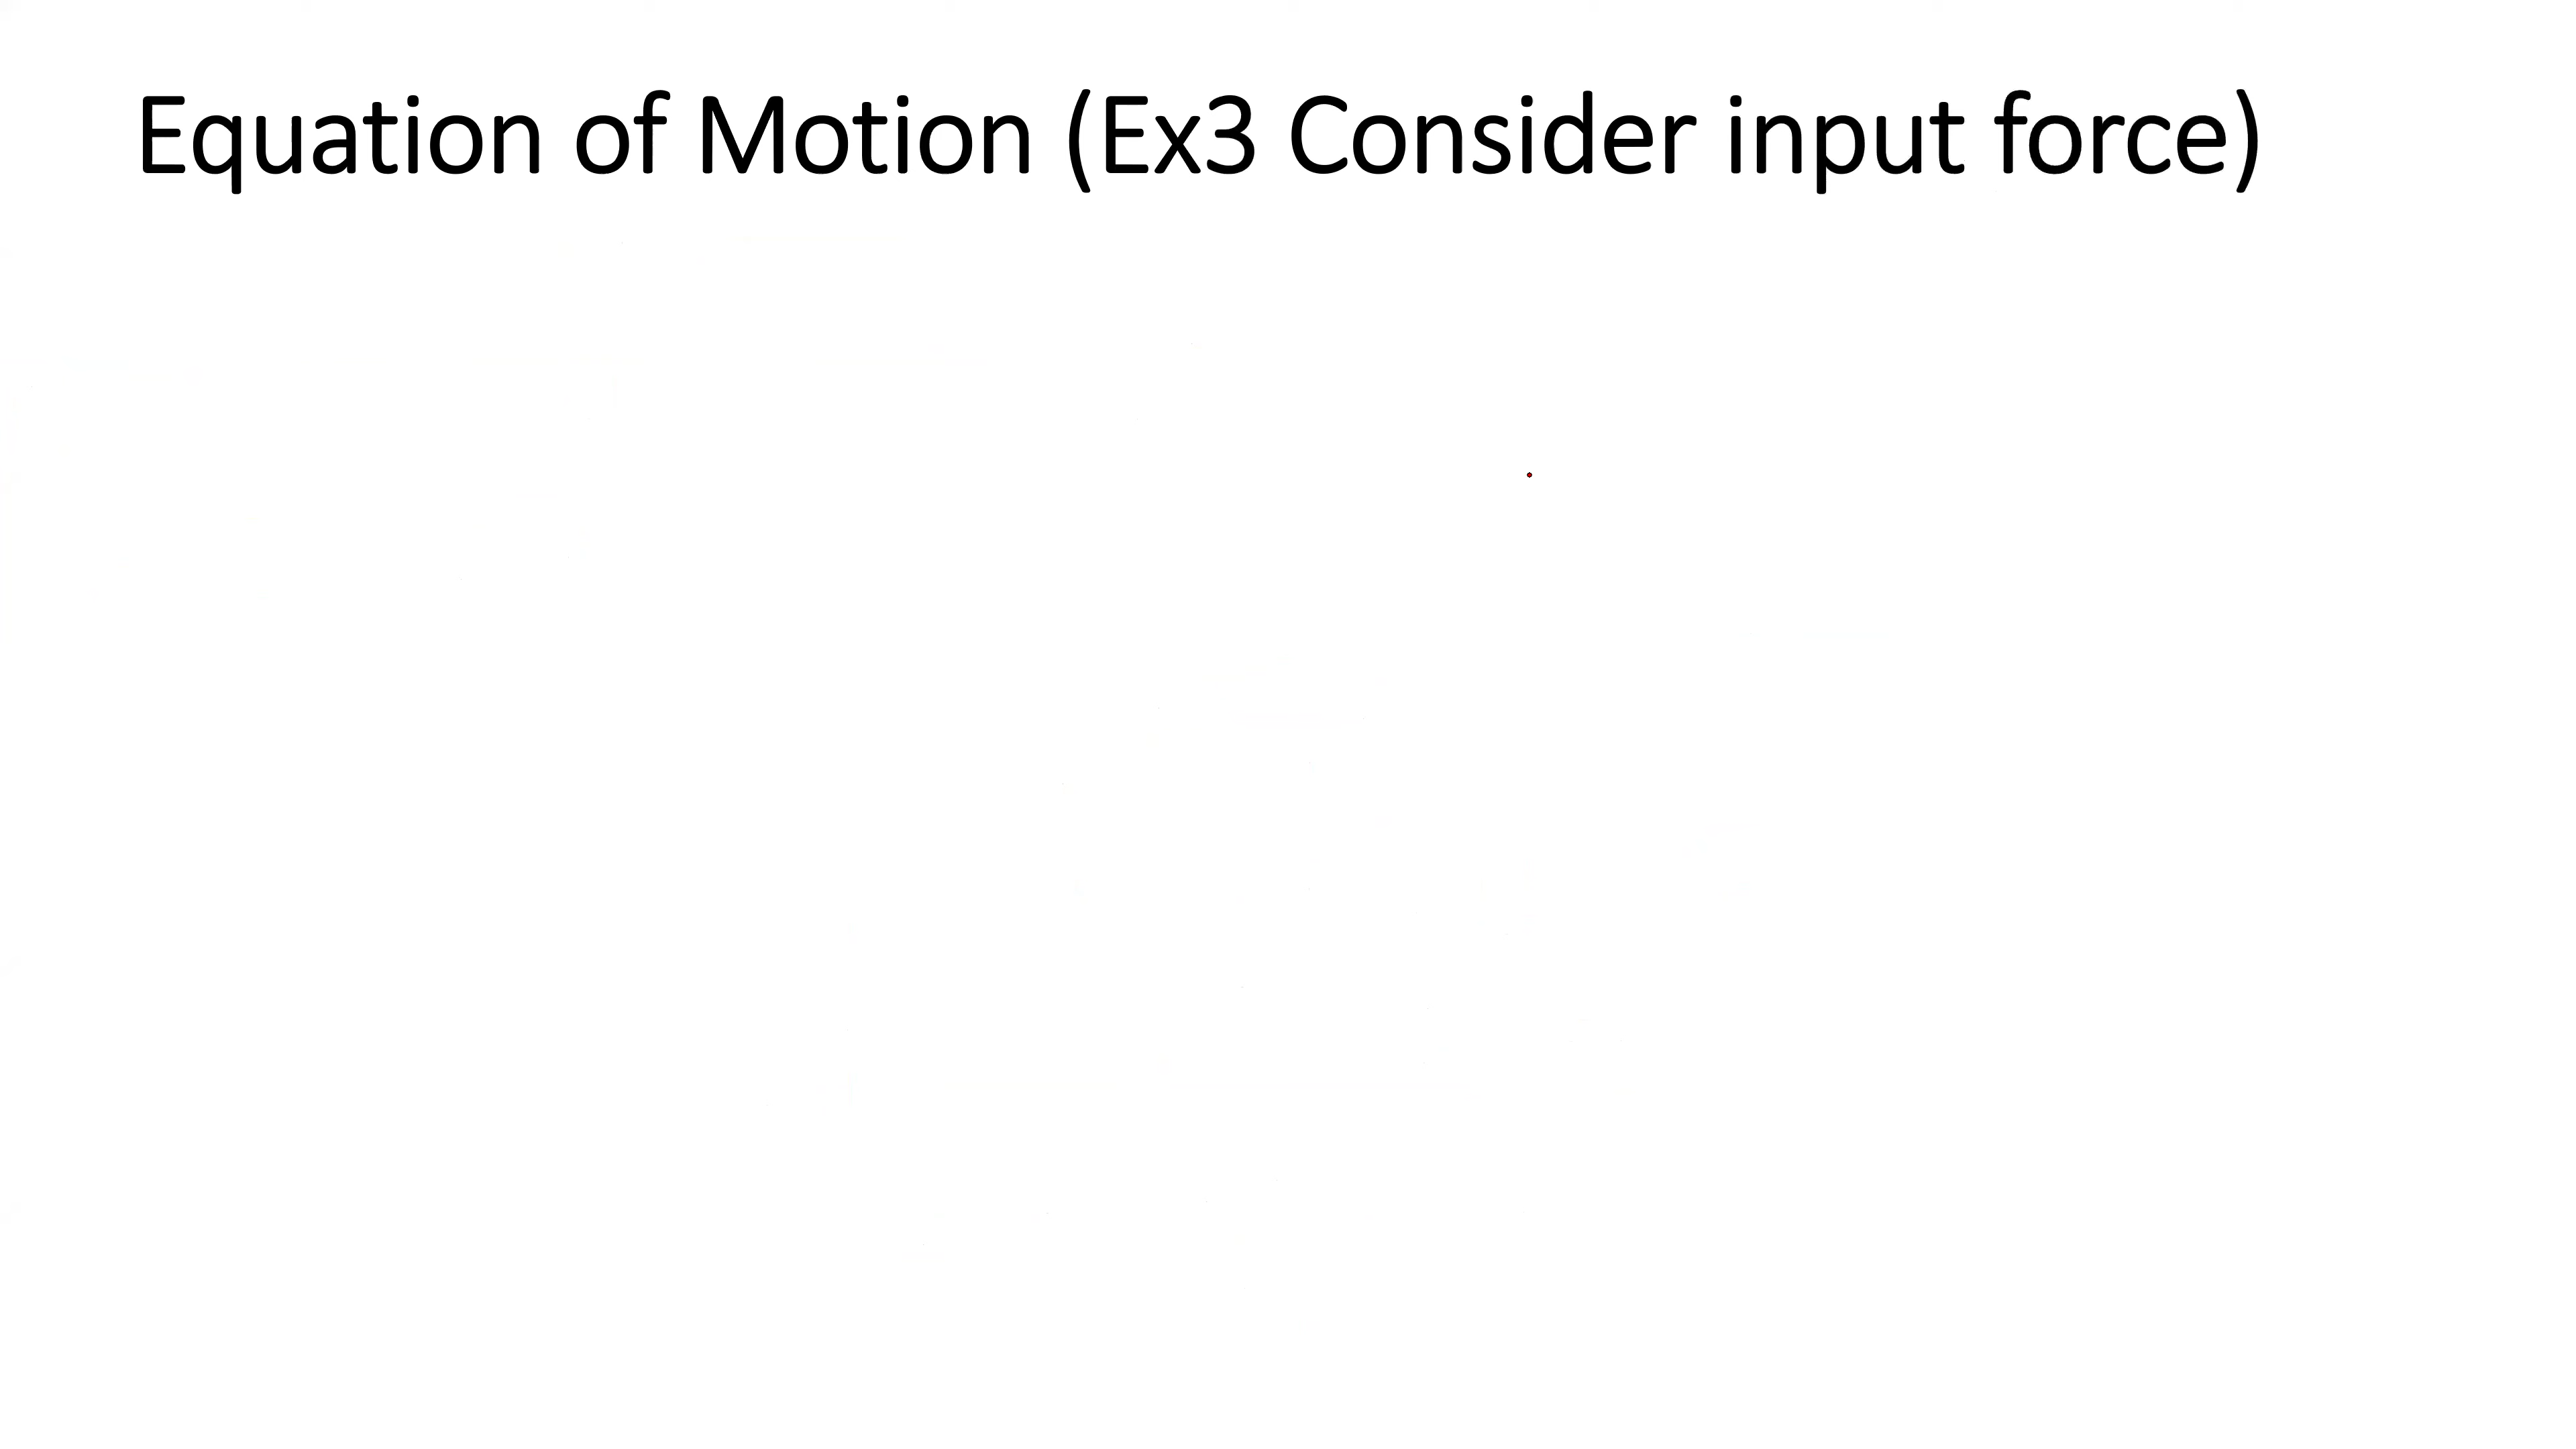 Equation of Motion (Ex3 Consider input force)